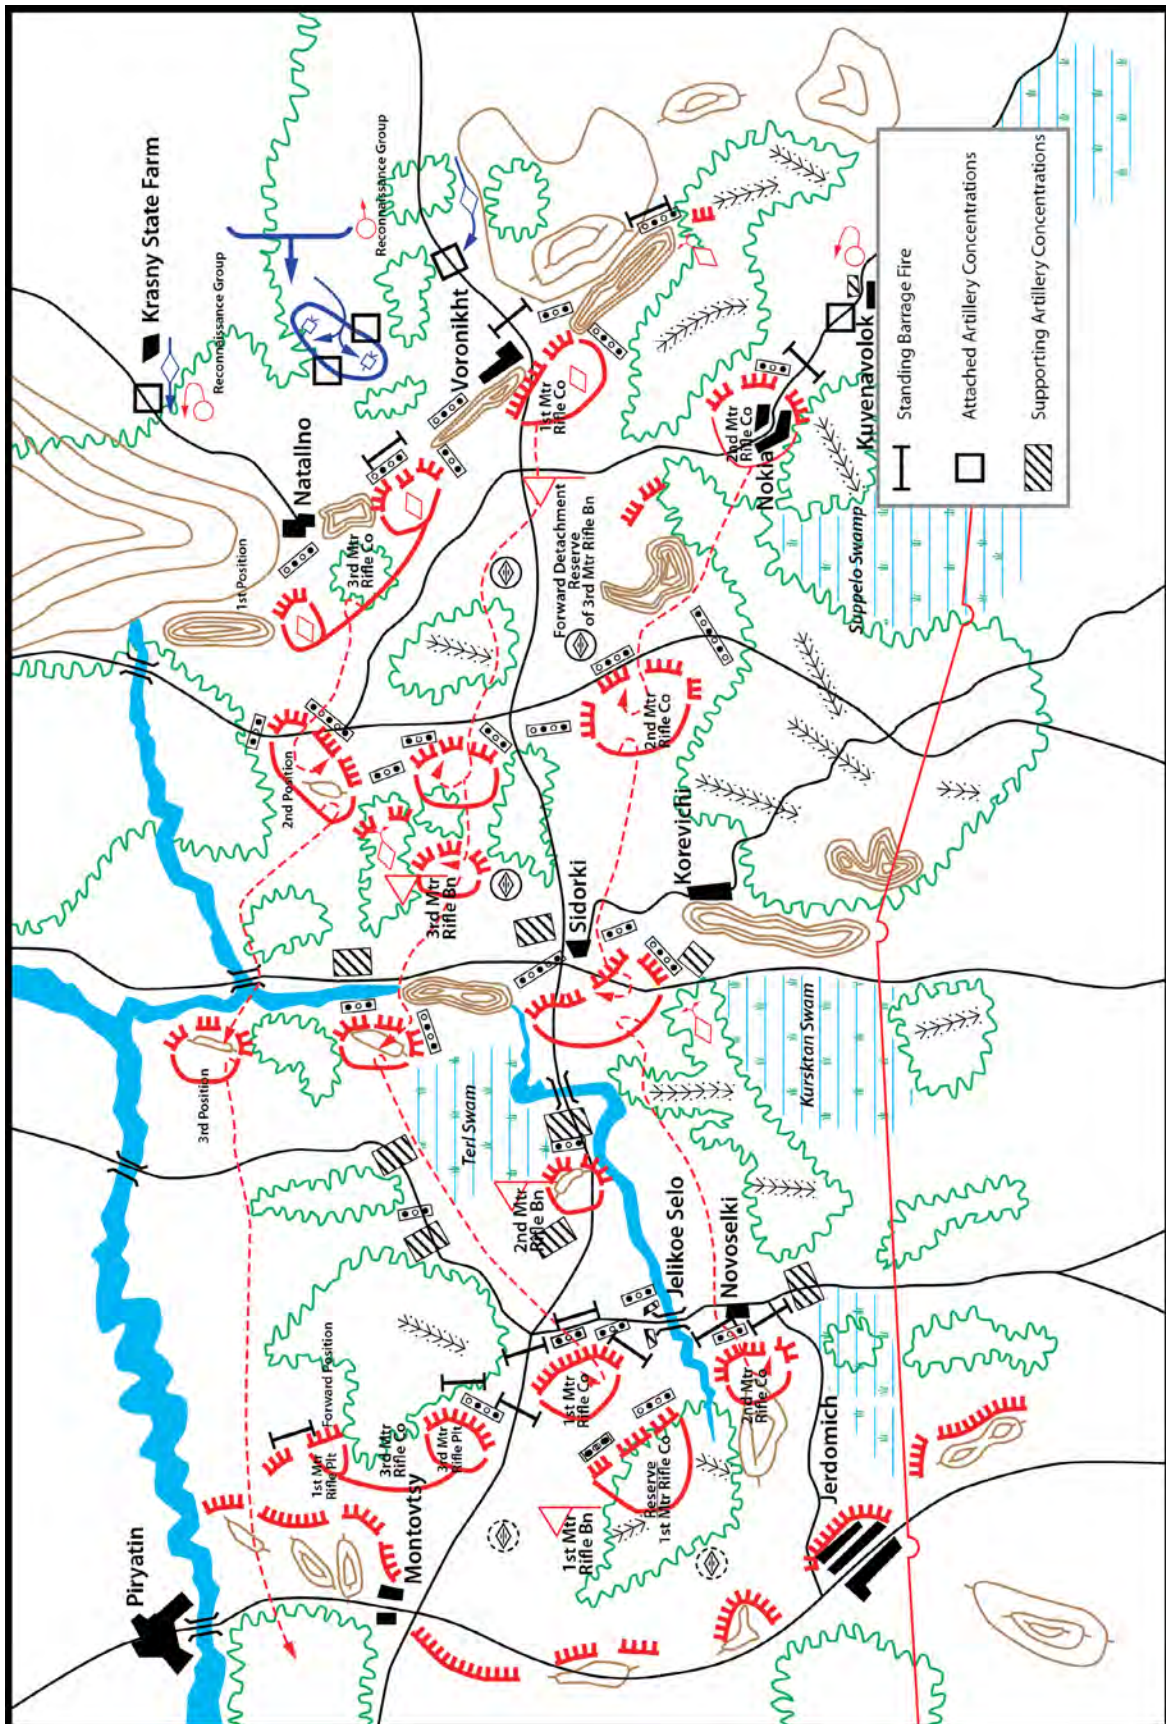 Krasny State Farm
Reconnaissance Group
Reconnaissance Group
Natallno
Voronikht
1st Position
3rd Mtr
Rifle Co
1st Mtr
Rifle Co
2nd Mtr
Rifle Co
Nokia
Kuyenavolok
Forward Detachment
Reserve
of 3rd Mtr Rifle Bn
Suppelo Swamp
2nd Position
2nd Mtr
Rifle Co
3rd Mtr
Rifle Bn
Sidorki
Korevichi
3rd Position
Terl Swam
Kursktan Swam
2nd Mtr
Rifle Bn
Jelikoe Selo
Novoselki
Forward Position
1st Mtr
Rifle Plt
3rd Mtr
Rifle Co
3rd Mtr
Rifle Plt
1st Mtr
Rifle Co
2nd Mtr
Rifle Co
Reserve
1st Mtr Rifle Co
1st Mtr
Rifle Bn
Piryatin
Montovtsy
Jerdomich
Standing Barrage Fire
Attached Artillery Concentrations
Supporting Artillery Concentrations